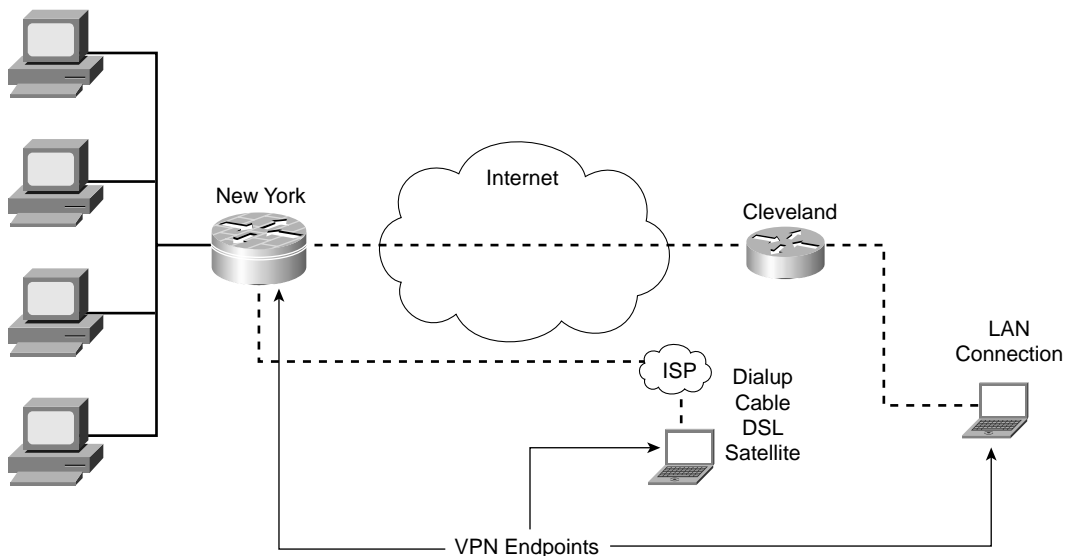 Internet
New York
Cleveland
LAN
Connection
ISP
Dialup
Cable
DSL
Satellite
VPN Endpoints